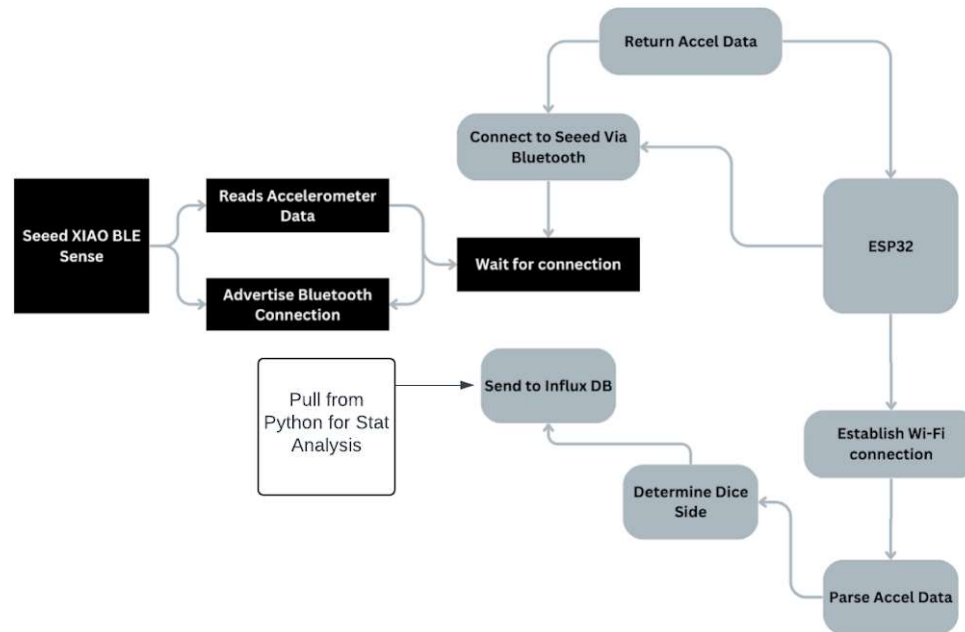 Return Accel Data
Connect to Seeed Via
Bluetooth
Reads Accelerometer
Data
Seeed XIAO BLE
Sense
ESP32
Wait for connection
Advertise Bluetooth
Connection
Pull from
Python for Stat
Analysis
Send to Influx DB
Establish Wi-Fi
connection
Determine Dice
Side
Parse Accel Data